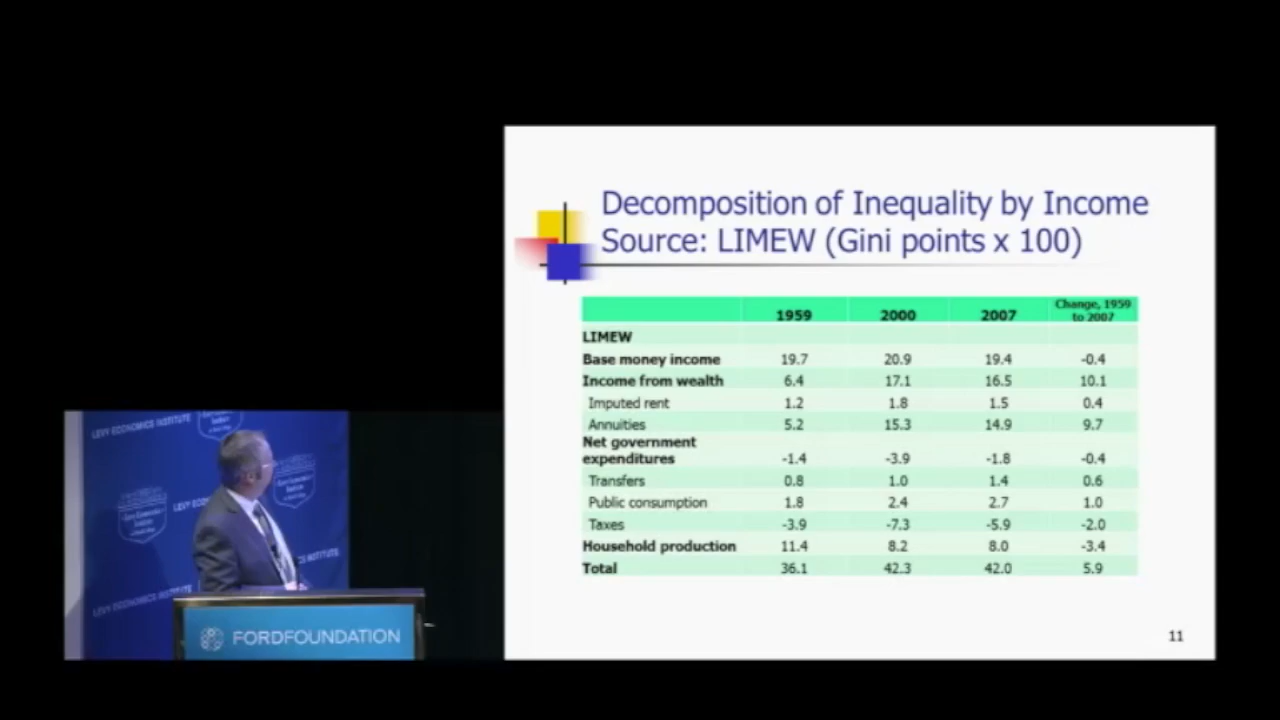 Decomposition of Inequality by Income
Source: LIMEW (Gini points x 100)
1959 2000 2007 Change, 1959
to 2007
LIMEW
Base money income 19.7 20.9 19.4 -0.4
Income from wealth 6.4 17.1 16.5 10.1
Imputed rent 1.2 1.8 1.5 0.4
Annuities 5.2 15.3 14.9 9.7
Net government
expenditures -1.4 -3.9 -1.8 -0.4
Transfers 0.8 1.0 1.4 0.6
Public consumption 1.8 2.4 2.7 1.0
Taxes -3.9 -7.3 -5.9 -2.0
Household production 11.4 8.2 8.0 -3.4
Total 36.1 42.3 42.0 5.9
11
LEVY ECONOMICS INSTITUTE
LEVY ECO
INSTITUTE
LEVY ECONOMICS INSTITUTE
FORDFOUNDATION